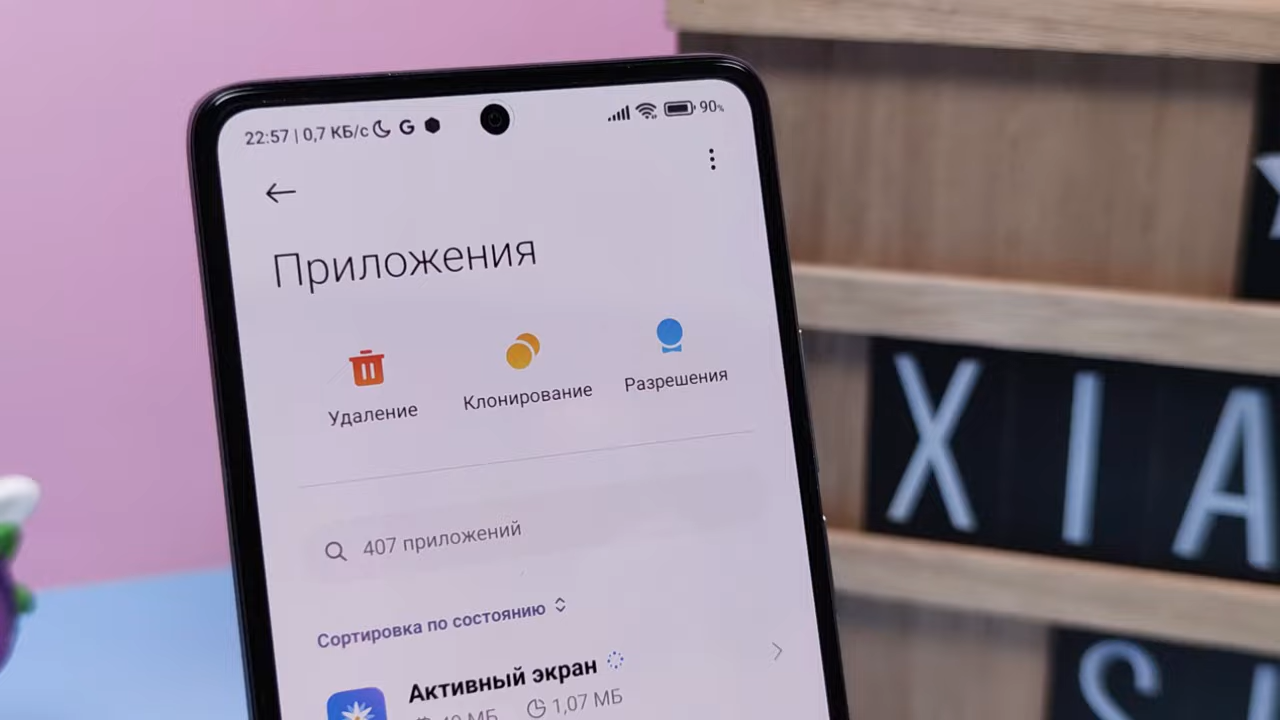 22:57 | 0,7 КБ/с G 90%
Приложения
Удаление Клонирование Разрешения
407 приложений
Сортировка по состоянию
Активный экран
МБ 1,07 МБ
XIA
S